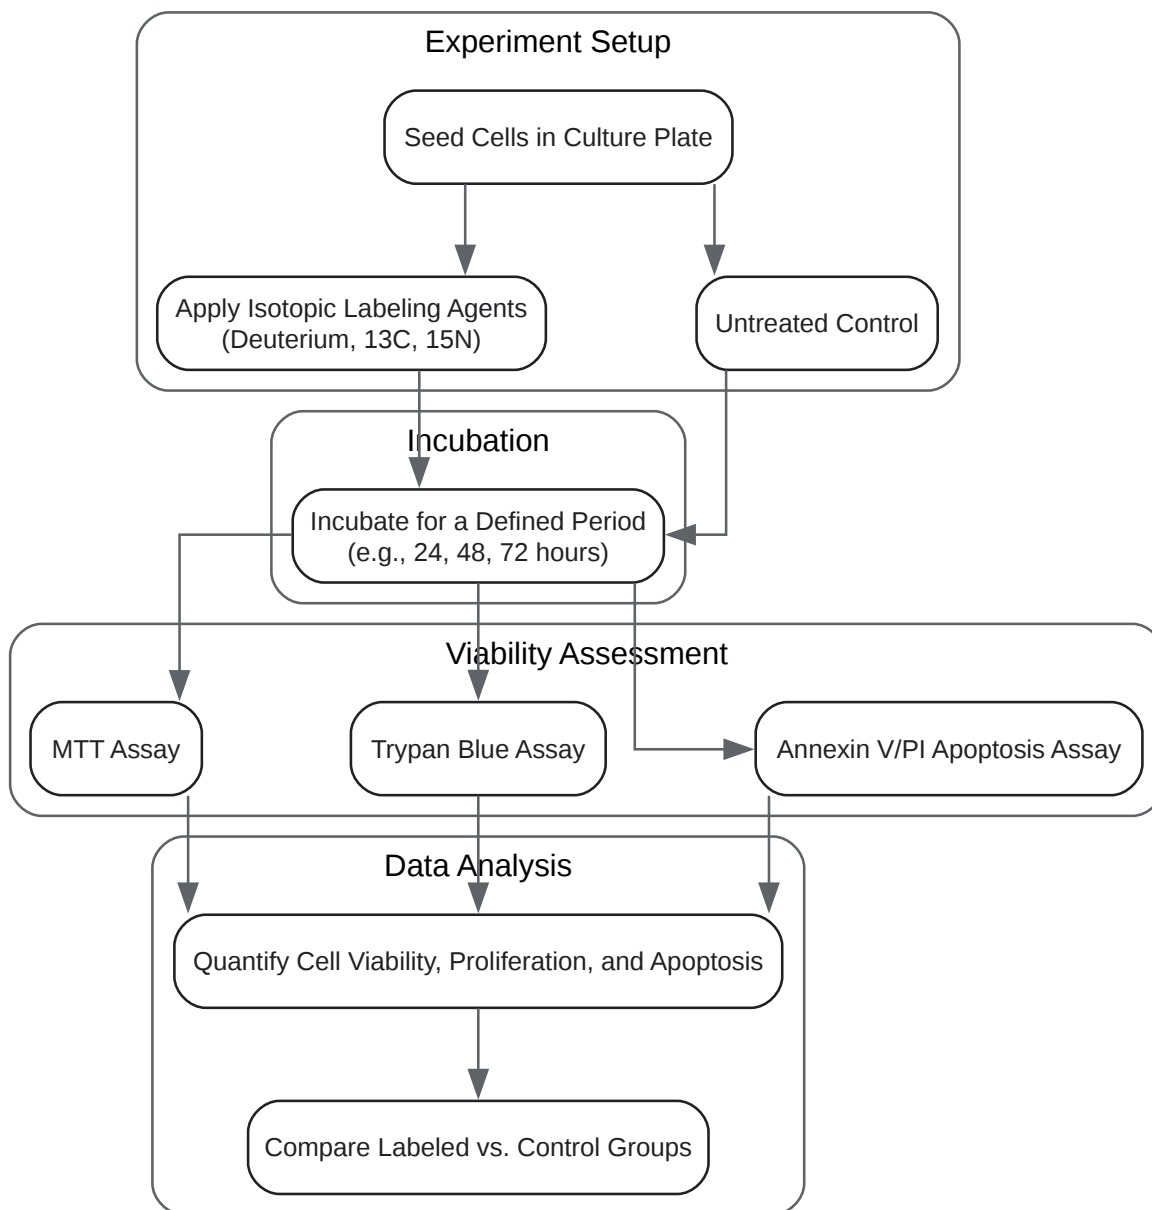 Experiment Setup
Seed Cells in Culture Plate
Apply Isotopic Labeling Agents
(Deuterium, 13C, 15N)
Untreated Control
Incubation
Incubate for a Defined Period
(e.g., 24, 48, 72 hours)
Viability Assessment
MTT Assay
Trypan Blue Assay
Annexin V/PI Apoptosis Assay
Data Analysis
Quantify Cell Viability, Proliferation, and Apoptosis
Compare Labeled vs. Control Groups